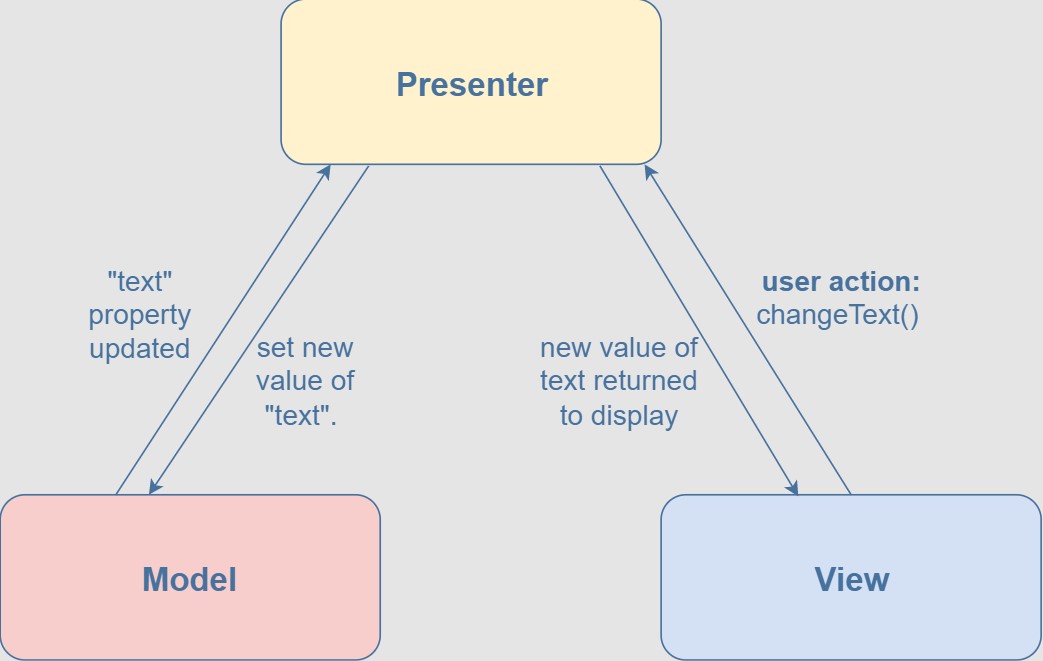 Presenter
"text"
property
updated
set new
value of
"text".
new value of
text returned
to display
user action:
changeText()
Model
View